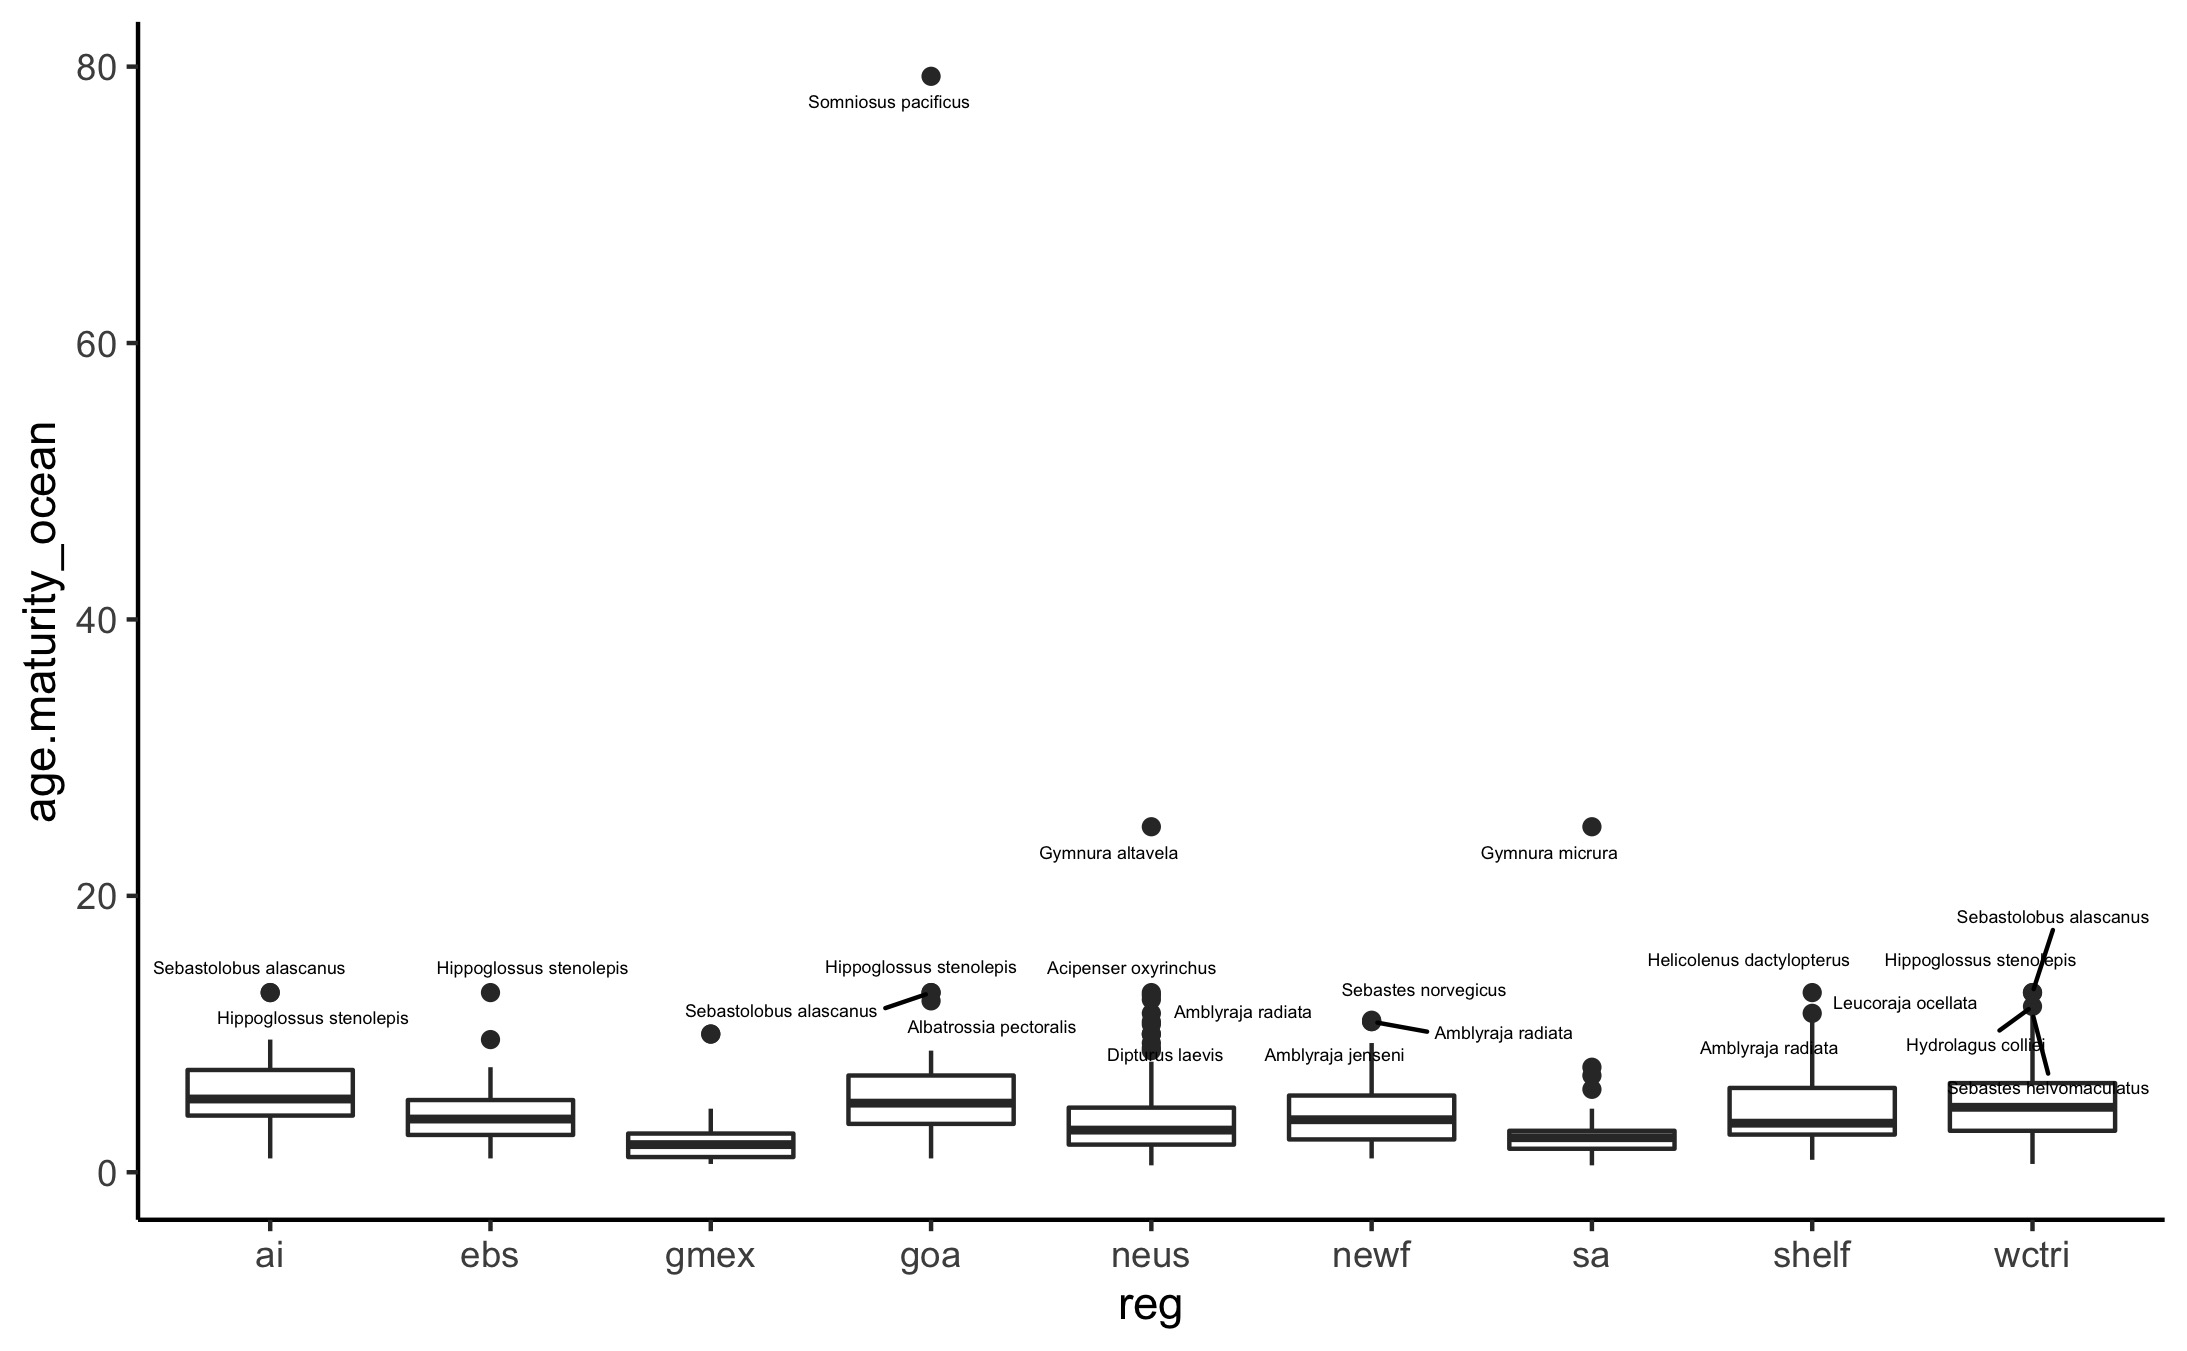 80
Somniosus pacificus
60
40
Gymnura altavela
Gymnura micrura
20
Sebastolobus alascanus
Helicolenus dactylopterus
Hippoglossus stenolepis
Sebastolobus alascanus
Hippoglossus stenolepis
Hippoglossus stenolepis
Acipenser oxyrinchus
Sebastes norvegicus
Leucoraja ocellata
Hippoglossus stenolepis
Sebastolobus alascanus
Albatrossia pectoralis
Amblyraja radiata
Amblyraja radiata
Dipturus laevis
Amblyraja jenseni
Amblyraja radiata
Hydrolagus colliei
Sebastes helvomaculatus
0
age.maturity_ocean
ai
ebs
gmex
goa
neus
newf
sa
shelf
wctri
reg